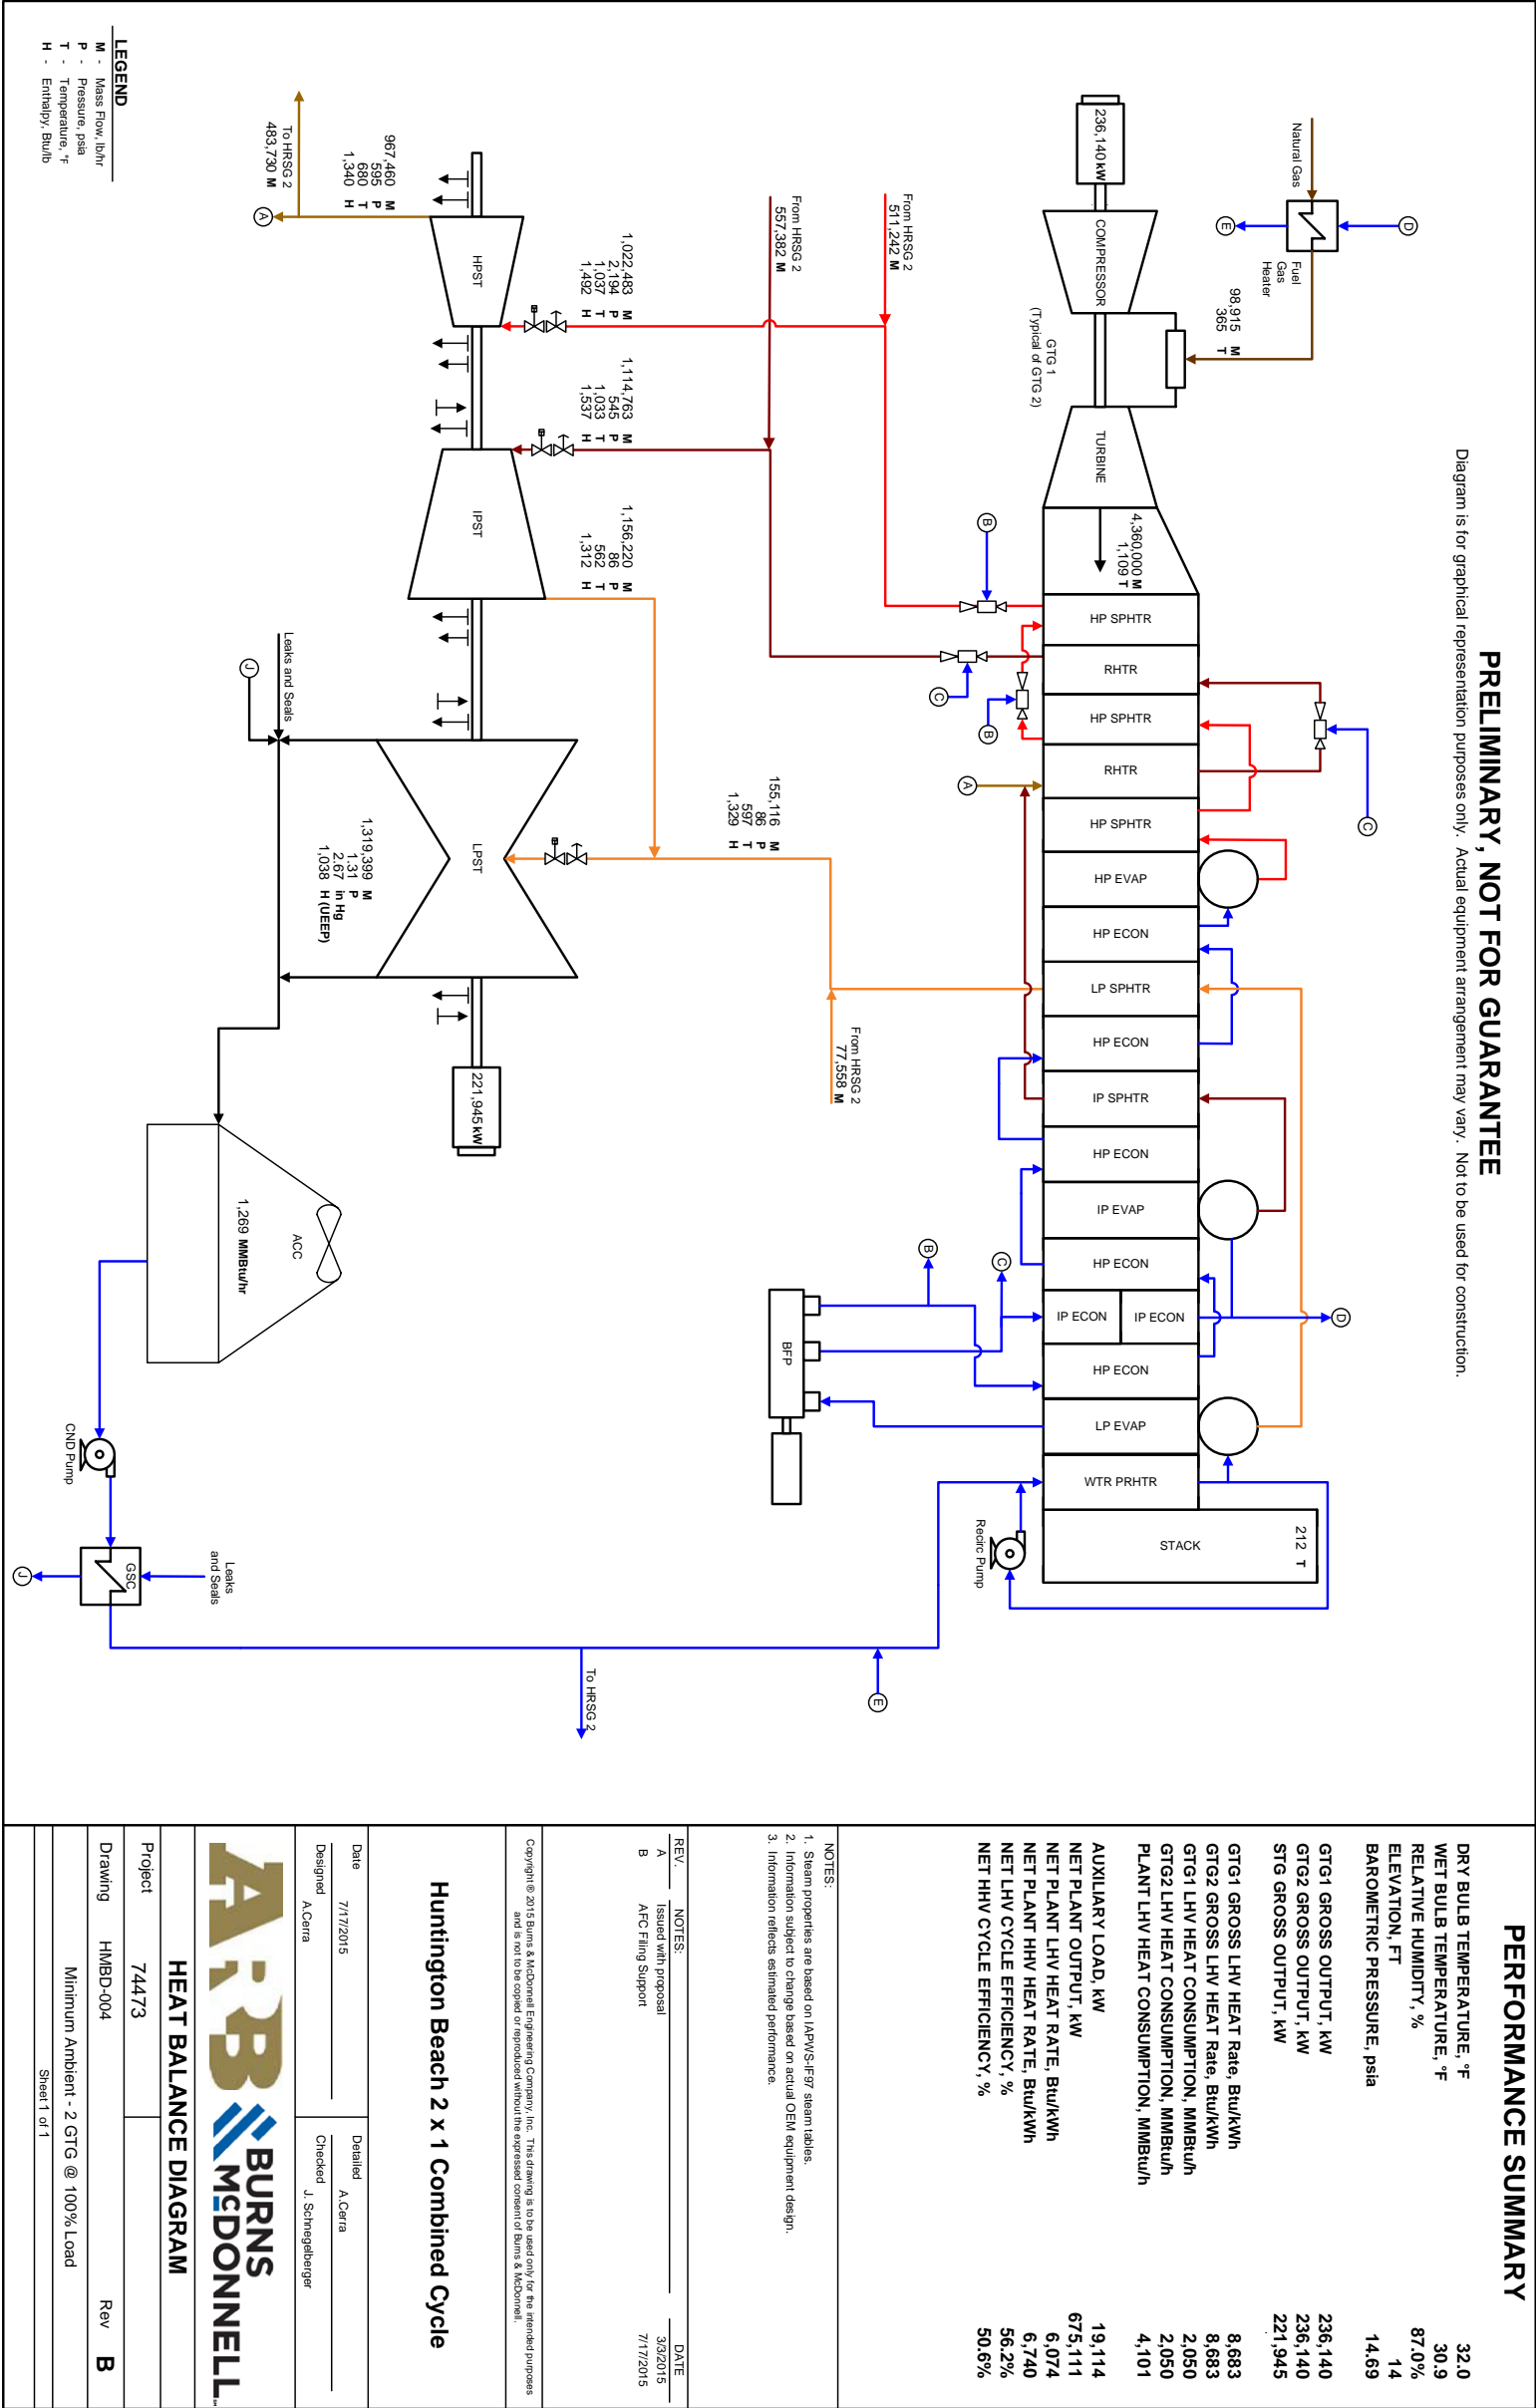 PRELIMINARY, NOT FOR GUARANTEE
Diagram is for graphical representation purposes only. Actual equipment arrangement may vary. Not to be used for construction.
Natural Gas
D
E
Fuel
Gas
Heater
98,915 M
365 T
236,140 kW
COMPRESSOR
GTG 1
(Typical of GTG 2)
TURBINE
4,360,000 M
1,109 T
HP SPHTR
RHTR
HP SPHTR
RHTR
HP SPHTR
HP EVAP
HP ECON
LP SPHTR
HP ECON
IP SPHTR
HP ECON
IP EVAP
HP ECON
IP ECON
IP ECON
HP ECON
LP EVAP
WTR PRHTR
STACK
212 T
C
D
B
C
B
A
B
C
BFP
Recirc Pump
E
From HRSG 2
511,242 M
From HRSG 2
557,382 M
From HRSG 2
77,558 M
155,116 M
86 P
597 T
1,329 H
1,022,483 M
2,194 P
1,037 T
1,492 H
1,114,763 M
545 P
1,033 T
1,537 H
1,156,220 M
86 P
562 T
1,312 H
HPST
IPST
LPST
221,945 kW
967,460 M
595 P
680 T
1,340 H
To HRSG 2
483,730 M
A
Leaks and Seals
J
1,319,399 M
1.31 P
2.67 in Hg
1,038 H (UEEP)
ACC
1,269 MMBtu/hr
CND Pump
GSC
Leaks
and Seals
J
To HRSG 2
LEGEND
M - Mass Flow, lb/hr
P - Pressure, psia
T - Temperature, °F
H - Enthalpy, Btu/lb
PERFORMANCE SUMMARY
DRY BULB TEMPERATURE, °F 32.0
WET BULB TEMPERATURE, °F 30.9
RELATIVE HUMIDITY, % 87.0%
ELEVATION, FT 14
BAROMETRIC PRESSURE, psia 14.69
GTG1 GROSS OUTPUT, kW 236,140
GTG2 GROSS OUTPUT, kW 236,140
STG GROSS OUTPUT, kW 221,945
GTG1 GROSS LHV HEAT Rate, Btu/kWh 8,683
GTG2 GROSS LHV HEAT Rate, Btu/kWh 8,683
GTG1 LHV HEAT CONSUMPTION, MMBtu/h 2,050
GTG2 LHV HEAT CONSUMPTION, MMBtu/h 2,050
PLANT LHV HEAT CONSUMPTION, MMBtu/h 4,101
AUXILIARY LOAD, kW 19,114
NET PLANT OUTPUT, kW 675,111
NET PLANT LHV HEAT RATE, Btu/kWh 6,074
NET PLANT HHV HEAT RATE, Btu/kWh 6,740
NET LHV CYCLE EFFICIENCY, % 56.2%
NET HHV CYCLE EFFICIENCY, % 50.6%
NOTES:
1. Steam properties are based on IAPWS-IF97 steam tables.
2. Information subject to change based on actual OEM equipment design.
3. Information reflects estimated performance.
REV. NOTES: DATE
A Issued with proposal 3/3/2015
B AFC Filing Support 7/17/2015
Copyright © 2015 Burns & McDonnell Engineering Company, Inc. This drawing is to be used only for the intended purposes
and is not to be copied or reproduced without the expressed consent of Burns & McDonnell.
Huntington Beach 2 x 1 Combined Cycle
Date 7/17/2015 Detailed A.Cerra
Designed A.Cerra Checked J. Schnegelberger
ARB BURNS
McDONNELL
HEAT BALANCE DIAGRAM
Project 74473
Drawing HMBD-004 Rev B
Minimum Ambient - 2 GTG @ 100% Load
Sheet 1 of 1